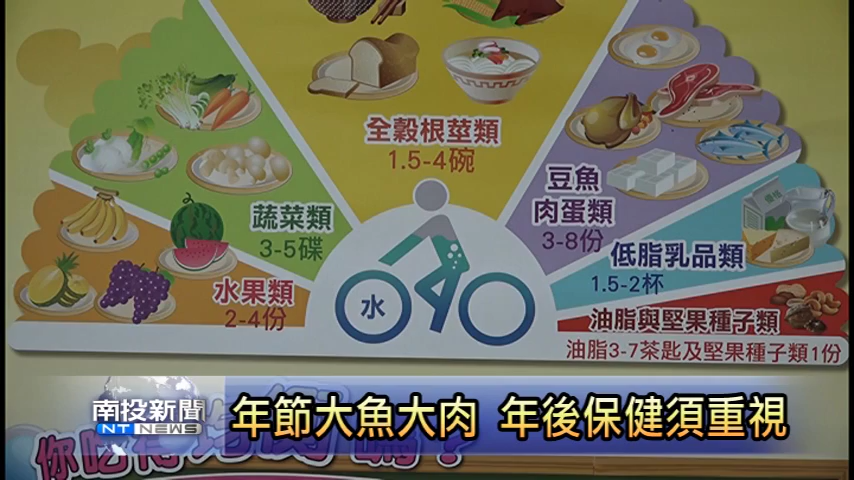 全穀根莖類
1.5-4碗
蔬菜類
3-5碟
水果類
2-4份
豆魚
肉蛋類
3-8份
低脂乳品類
1.5-2杯
油脂與堅果種子類
油脂3-7茶匙及堅果種子類1份
水
南投新聞
NT NEWS
年節大魚大肉 年後保健須重視
你吃得
嗎？